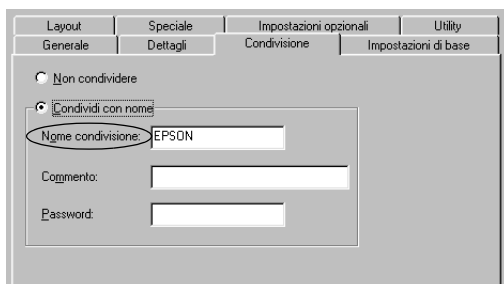 Layout Speciale Impostazioni opzionali Utility
Generale Dettagli Condivisione Impostazioni di base
Non condividere
Condividi con nome
Nome condivisione: EPSON
Commento:
Password: